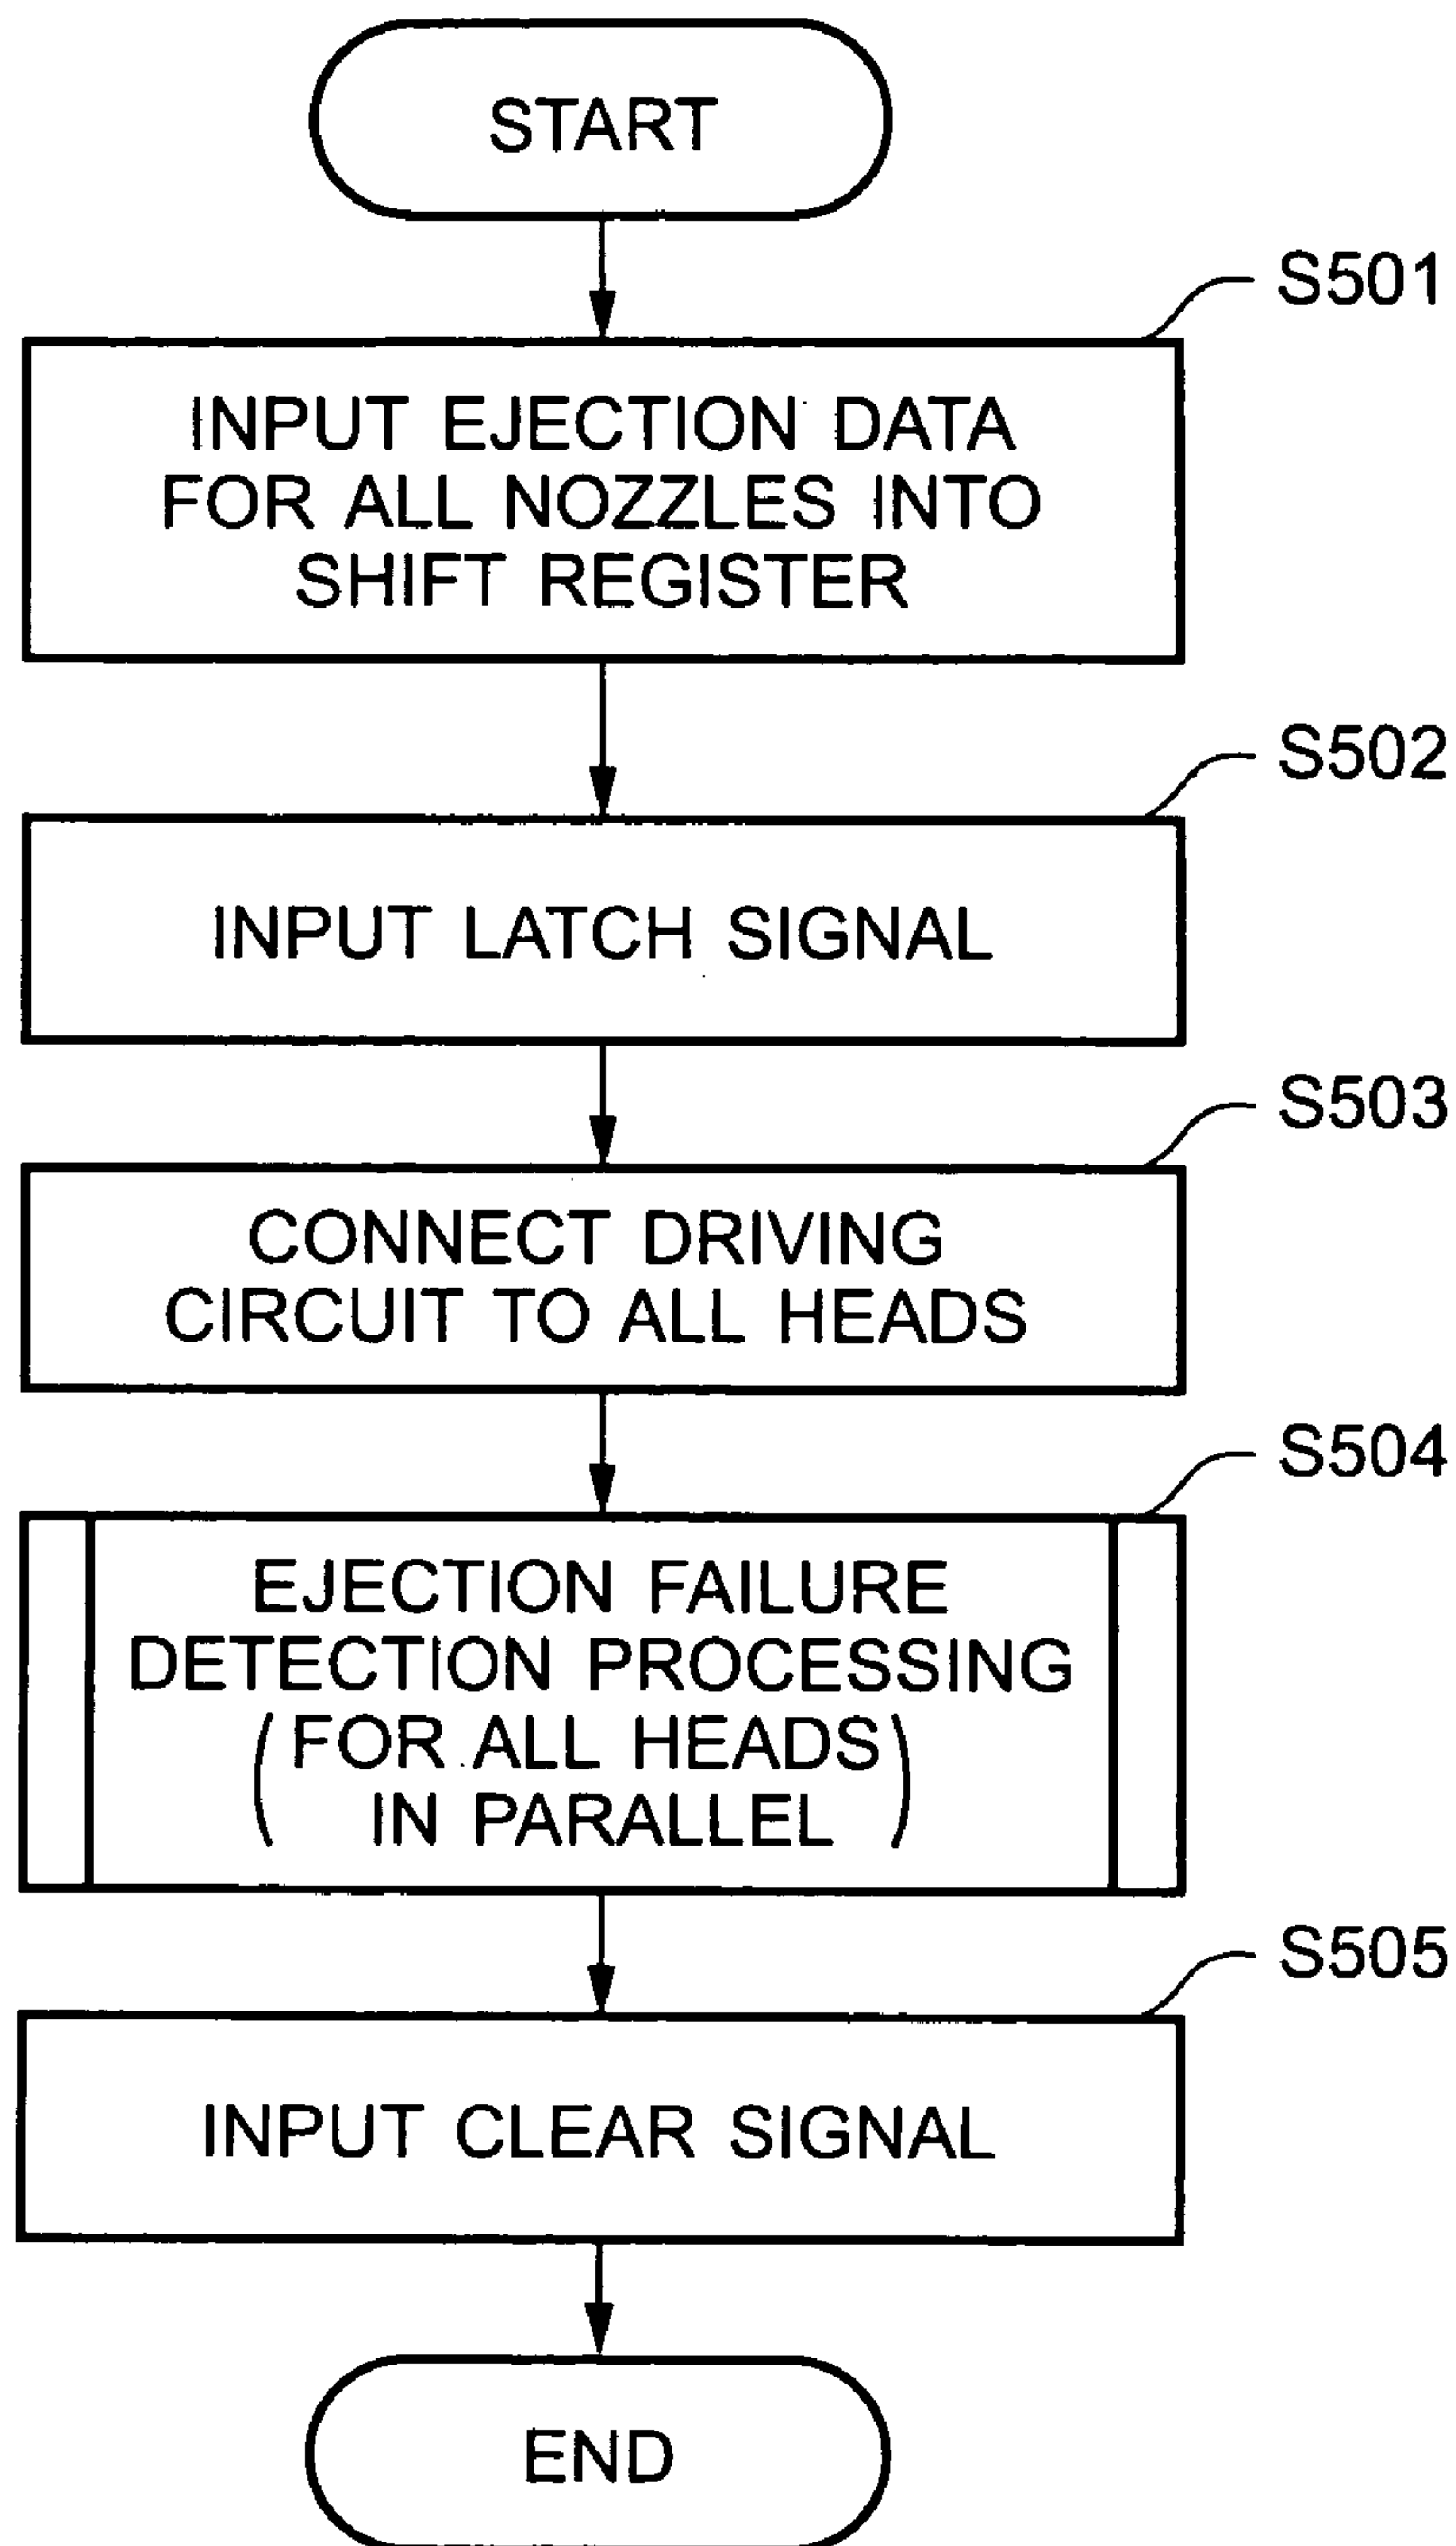 START
S501
INPUT EJECTION DATA
FOR ALL NOZZLES INTO
SHIFT REGISTER
S502
INPUT LATCH SIGNAL
S503
CONNECT DRIVING
CIRCUIT TO ALL HEADS
S504
EJECTION FAILURE
DETECTION PROCESSING
(FOR ALL HEADS
IN PARALLEL)
S505
INPUT CLEAR SIGNAL
END